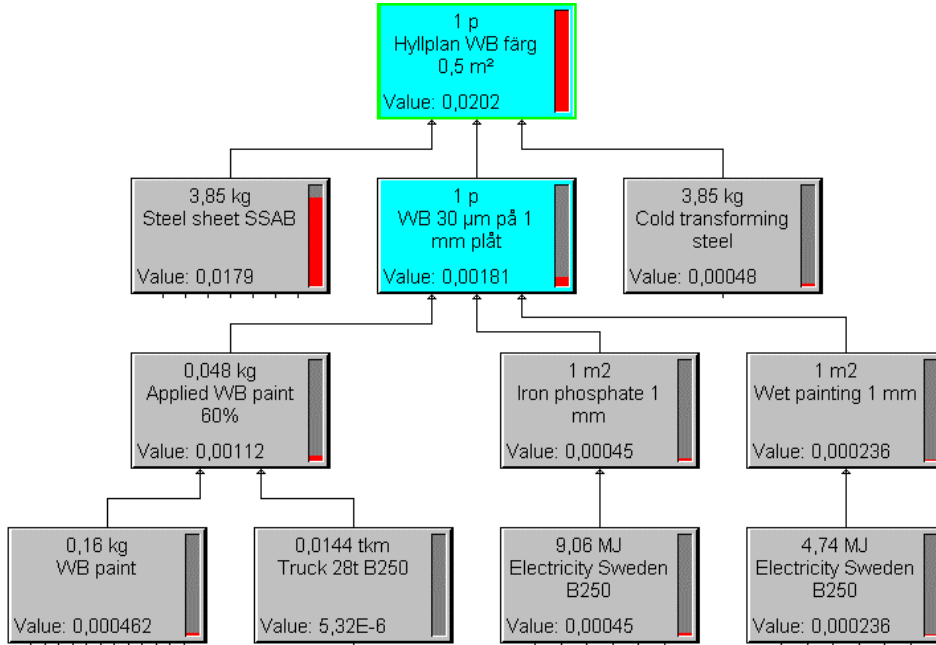 1 p
Hyllplan WB färg
0,5 m²
Value: 0,0202
3,85 kg
Steel sheet SSAB
Value: 0,0179
1 p
WB 30 µm på 1
mm plåt
Value: 0,00181
3,85 kg
Cold transforming
steel
Value: 0,00048
0,048 kg
Applied WB paint
60%
Value: 0,00112
1 m2
Iron phosphate 1
mm
Value: 0,00045
1 m2
Wet painting 1 mm
Value: 0,000236
0,16 kg
WB paint
Value: 0,000462
0,0144 tkm
Truck 28t B250
Value: 5,32E-6
9,06 MJ
Electricity Sweden
B250
Value: 0,00045
4,74 MJ
Electricity Sweden
B250
Value: 0,000236